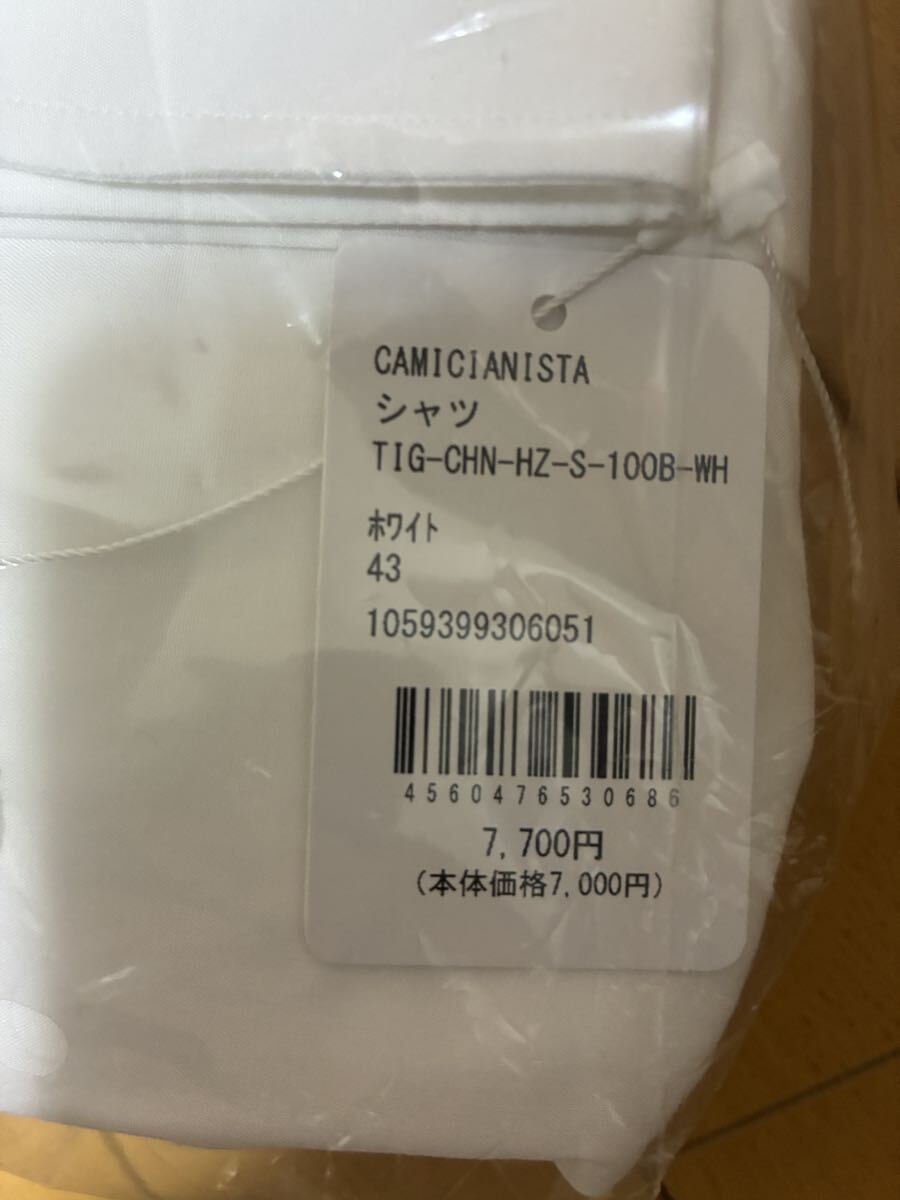 CAMICIANISTA
シャツ
TIG-CHN-HZ-S-100B-WH
ﾎﾜｲﾄ
43
1059399306051
4560476530686
7,700円
(本体価格7,000円)